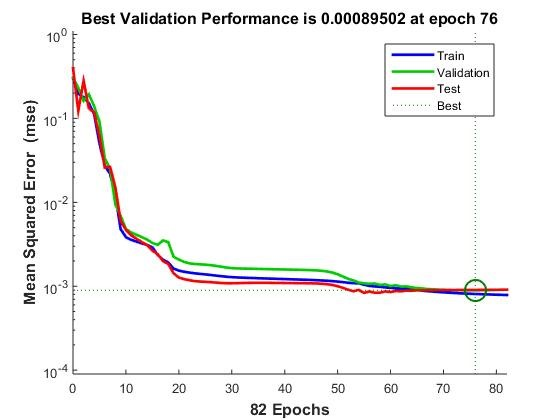 Best Validation Performance is 0.00089502 at epoch 76
Mean Squared Error (mse)
10^0
10^-1
10^-2
10^-3
10^-4
Train
Validation
Test
Best
0 10 20 30 40 50 60 70 80
82 Epochs